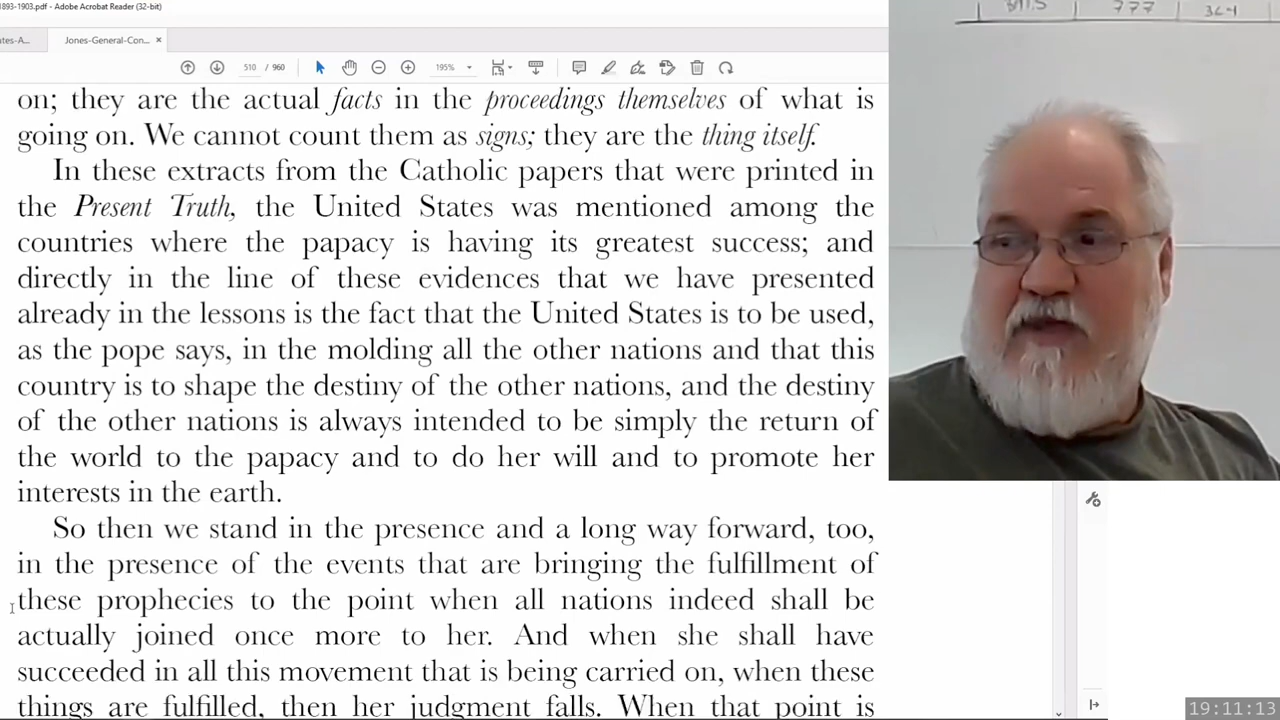 1893-1903.pdf - Adobe Acrobat Reader (32-bit)
tes-A...
Jones-General-Con...
510 / 960
195%
on; they are the actual facts in the proceedings themselves of what is
going on. We cannot count them as signs; they are the thing itself.
In these extracts from the Catholic papers that were printed in
the Present Truth, the United States was mentioned among the
countries where the papacy is having its greatest success; and
directly in the line of these evidences that we have presented
already in the lessons is the fact that the United States is to be used,
as the pope says, in the molding all the other nations and that this
country is to shape the destiny of the other nations, and the destiny
of the other nations is always intended to be simply the return of
the world to the papacy and to do her will and to promote her
interests in the earth.
So then we stand in the presence and a long way forward, too,
in the presence of the events that are bringing the fulfillment of
these prophecies to the point when all nations indeed shall be
actually joined once more to her. And when she shall have
succeeded in all this movement that is being carried on, when these
things are fulfilled, then her judgment falls. When that point is
777 364
19:11:13